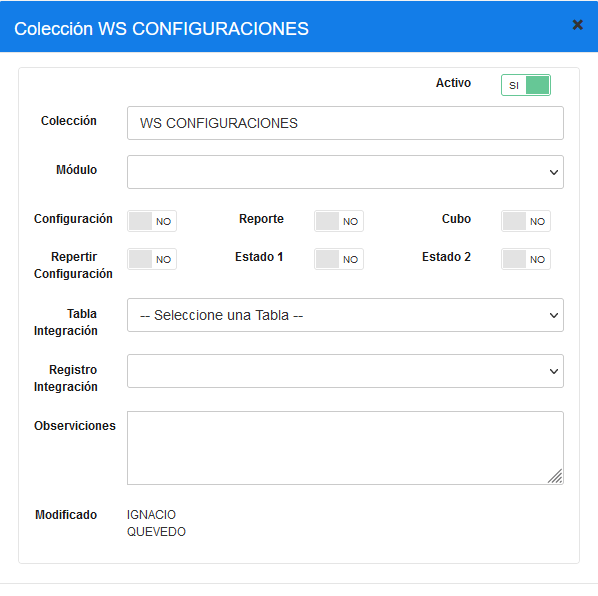 Colección WS CONFIGURACIONES
Activo SI
Colección WS CONFIGURACIONES
Módulo
Configuración NO Reporte NO Cubo NO
Repertir NO Estado 1 NO Estado 2 NO
Configuración
Tabla -- Seleccione una Tabla --
Integración
Registro
Integración
Observiciones
Modificado IGNACIO
QUEVEDO